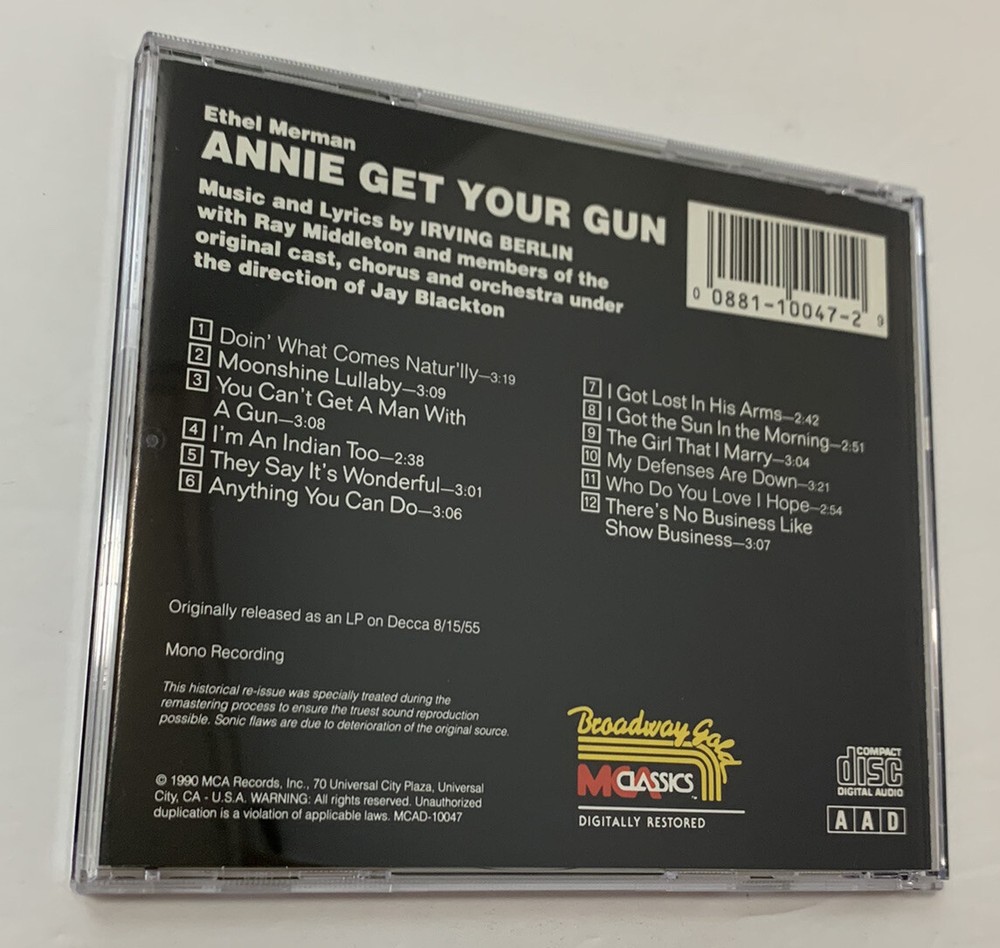 Ethel Merman
ANNIE GET YOUR GUN
Music and Lyrics by IRVING BERLIN
with Ray Middleton and members of the
original cast, chorus and orchestra under
the direction of Jay Blackton
0 0881-10047-2 9
1 Doin' What Comes Natur'lly—3:19
2 Moonshine Lullaby—3:09
3 You Can't Get A Man With
A Gun—3:08
4 I'm An Indian Too—2:38
5 They Say It's Wonderful—3:01
6 Anything You Can Do—3:06
7 I Got Lost In His Arms—2:42
8 I Got the Sun In the Morning—2:51
9 The Girl That I Marry—3:04
10 My Defenses Are Down—3:21
11 Who Do You Love I Hope—2:54
12 There's No Business Like
Show Business—3:07
Originally released as an LP on Decca 8/15/55
Mono Recording
This historical re-issue was specially treated during the
remastering process to ensure the truest sound reproduction
possible. Sonic flaws are due to deterioration of the original source.
© 1990 MCA Records, Inc., 70 Universal City Plaza, Universal
City, CA - U.S.A. WARNING: All rights reserved. Unauthorized
duplication is a violation of applicable laws. MCAD-10047
Broadway Gold
MCA CLASSICS™
DIGITALLY RESTORED
COMPACT
disc
DIGITAL AUDIO
AAD